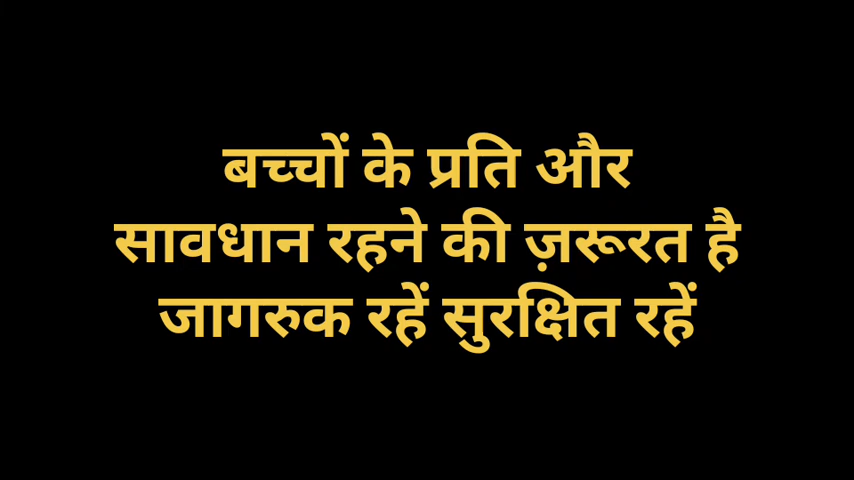 बच्चों के प्रति और
सावधान रहने की ज़रूरत है
जागरुक रहें सुरक्षित रहें